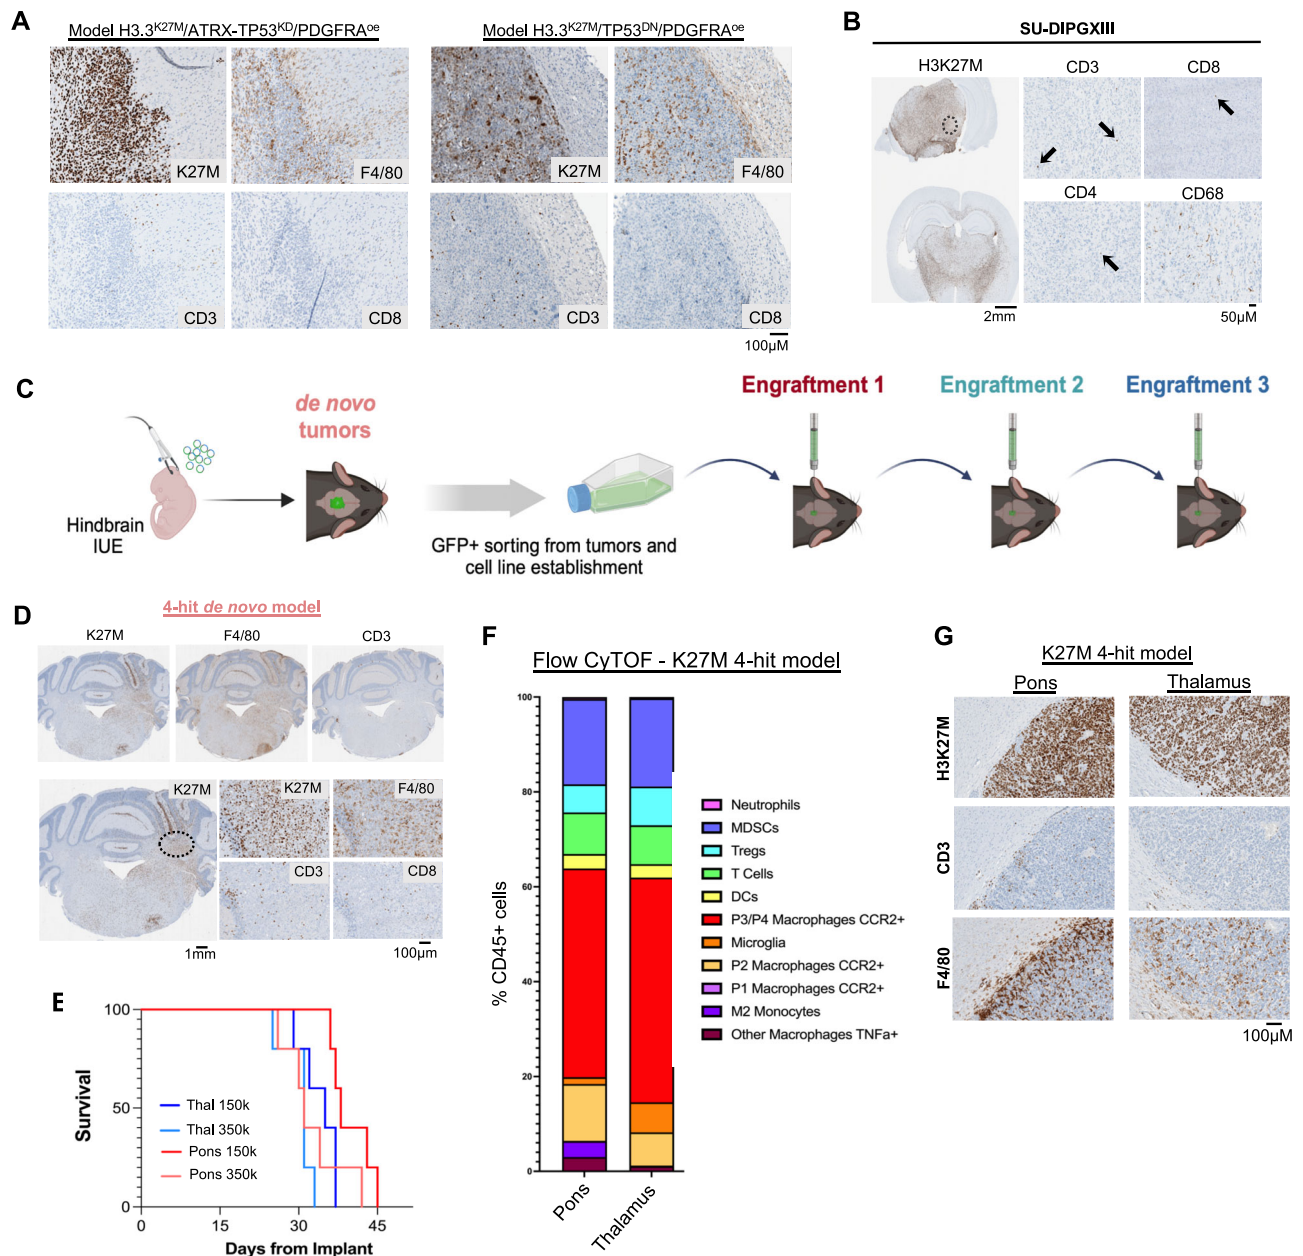 A
Model H3.3K27M/ATRX-TP53KD/PDGFRAoe
Model H3.3K27M/TP53DN/PDGFRAoe
K27M
F4/80
K27M
F4/80
CD3
CD8
CD3
CD8
100µM
B
SU-DIPGXIII
H3K27M
CD3
CD8
CD4
CD68
2mm
50µM
C
Hindbrain
IUE
de novo
tumors
GFP+ sorting from tumors and
cell line establishment
Engraftment 1
Engraftment 2
Engraftment 3
D
4-hit de novo model
K27M
F4/80
CD3
K27M
K27M
F4/80
CD3
CD8
1mm
100µm
E
Survival
100
50
0
Thal 150k
Thal 350k
Pons 150k
Pons 350k
0
15
30
45
Days from Implant
F
Flow CyTOF - K27M 4-hit model
% CD45+ cells
100
80
60
40
20
0
Pons
Thalamus
Neutrophils
MDSCs
Tregs
T Cells
DCs
P3/P4 Macrophages CCR2+
Microglia
P2 Macrophages CCR2+
P1 Macrophages CCR2+
M2 Monocytes
Other Macrophages TNFa+
G
K27M 4-hit model
Pons
Thalamus
H3K27M
CD3
F4/80
100µM